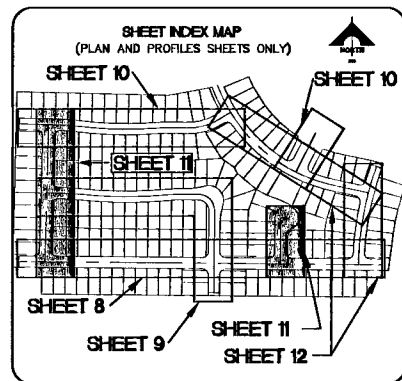 SHEET INDEX MAP
(PLAN AND PROFILES SHEETS ONLY)
NORTH
SHEET 10
SHEET 10
SHEET 11
SHEET 8
SHEET 9
SHEET 11
SHEET 12